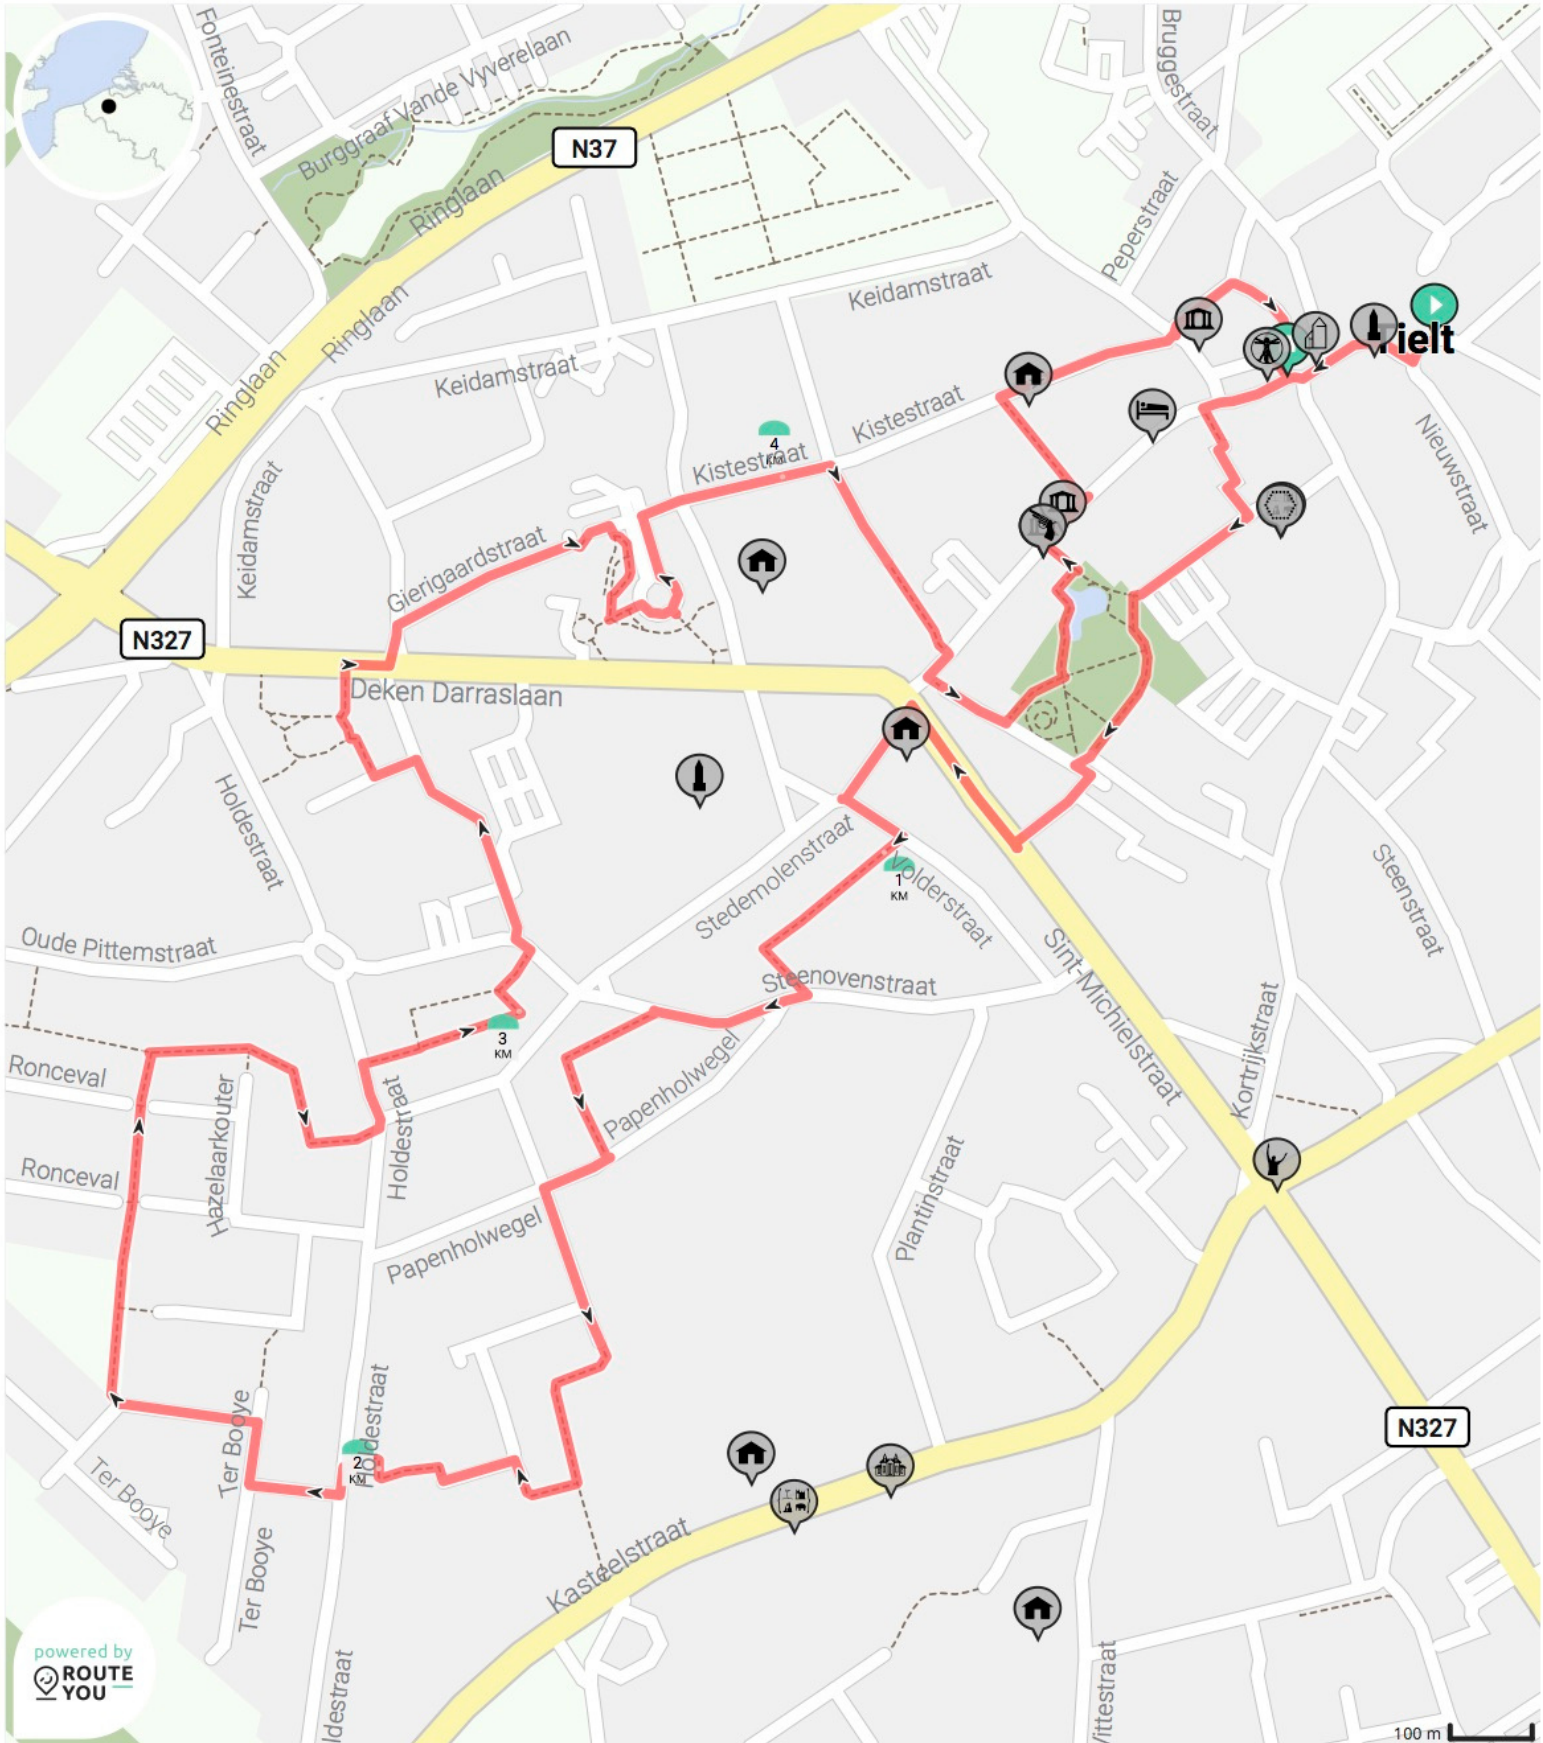 Fonteinestraat
Burggraaf Vande Vyverelaan
Bruggestraat
N37
Ringlaan
Peperstraat
Ringlaan
Keidamstraat
Tielt
Ringlaan
Keidamstraat
Kistestraat
4
KM
Kistestraat
Nieuwstraat
Keidamstraat
Gierigaardstraat
N327
Deken Darraslaan
Holdestraat
Stedemolenstraat
1
KM
Volderstraat
Steenstraat
Oude Pittemstraat
Steenovenstraat
Sint-Michielstraat
3
KM
Ronceval
Hazelaarkouter
Holdestraat
Papenholwegel
Kortrijkstraat
Ronceval
Papenholwegel
Plantinstraat
Ter Booye
Holdestraat
2
KM
N327
Ter Booye
Ter Booye
Kasteelstraat
powered by
ROUTE
YOU
ldestraat
ittestraat
100 m